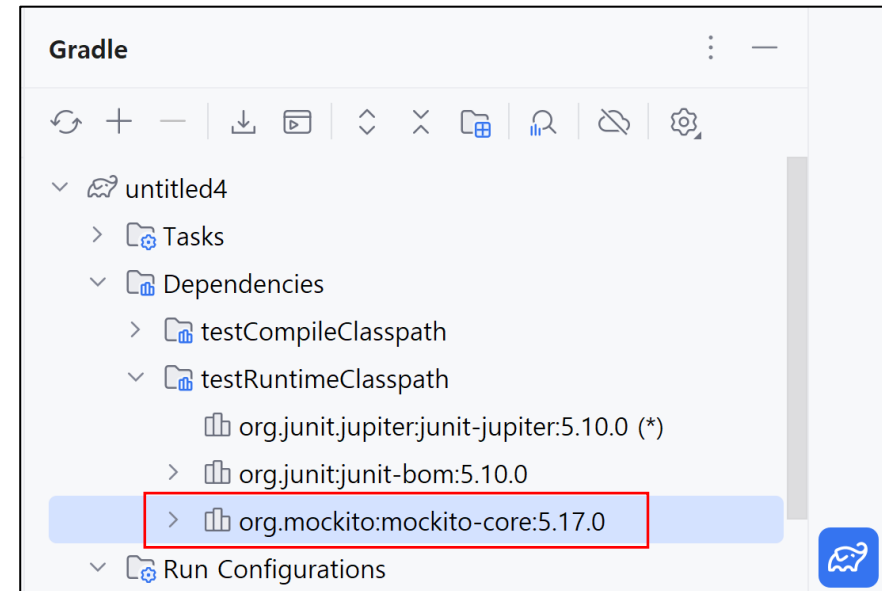 Gradle
untitled4
Tasks
Dependencies
testCompileClasspath
testRuntimeClasspath
org.junit.jupiter:junit-jupiter:5.10.0 (*)
org.junit:junit-bom:5.10.0
org.mockito:mockito-core:5.17.0
Run Configurations